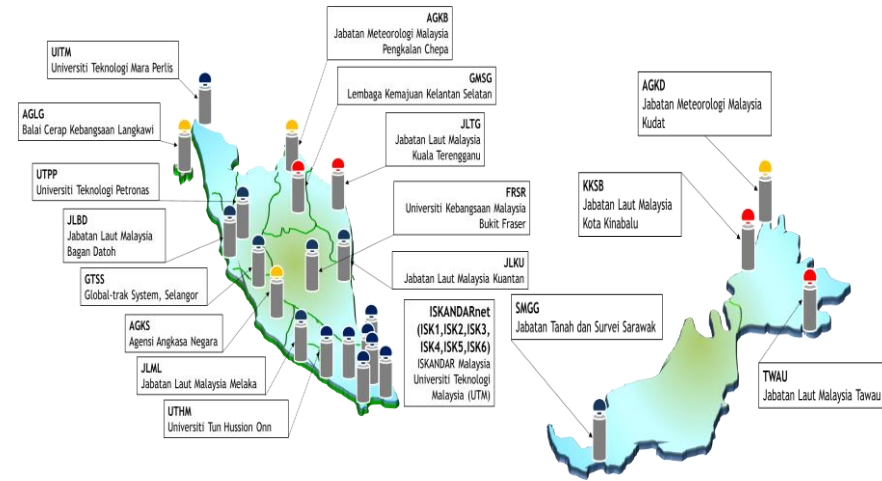 UITM
Universiti Teknologi Mara Perlis
AGLG
Balai Cerap Kebangsaan Langkawi
UTPP
Universiti Teknologi Petronas
JLBD
Jabatan Laut Malaysia
Bagan Datoh
GTSS
Global-trak System, Selangor
AGKS
Agensi Angkasa Negara
JLML
Jabatan Laut Malaysia Melaka
UTHM
Universiti Tun Hussion Onn
AGKB
Jabatan Meteorologi Malaysia
Pengkalan Chepa
GMSG
Lembaga Kemajuan Kelantan Selatan
JLTG
Jabatan Laut Malaysia
Kuala Terengganu
FRSR
Universiti Kebangsaan Malaysia
Bukit Fraser
JLKU
Jabatan Laut Malaysia Kuantan
ISKANDARnet
(ISK1,ISK2,ISK3,
ISK4,ISK5,ISK6)
ISKANDAR Malaysia
Universiti Teknologi
Malaysia (UTM)
AGKD
Jabatan Meteorologi Malaysia
Kudat
KKSB
Jabatan Laut Malaysia
Kota Kinabalu
SMGG
Jabatan Tanah dan Survei Sarawak
TWAU
Jabatan Laut Malaysia Tawau